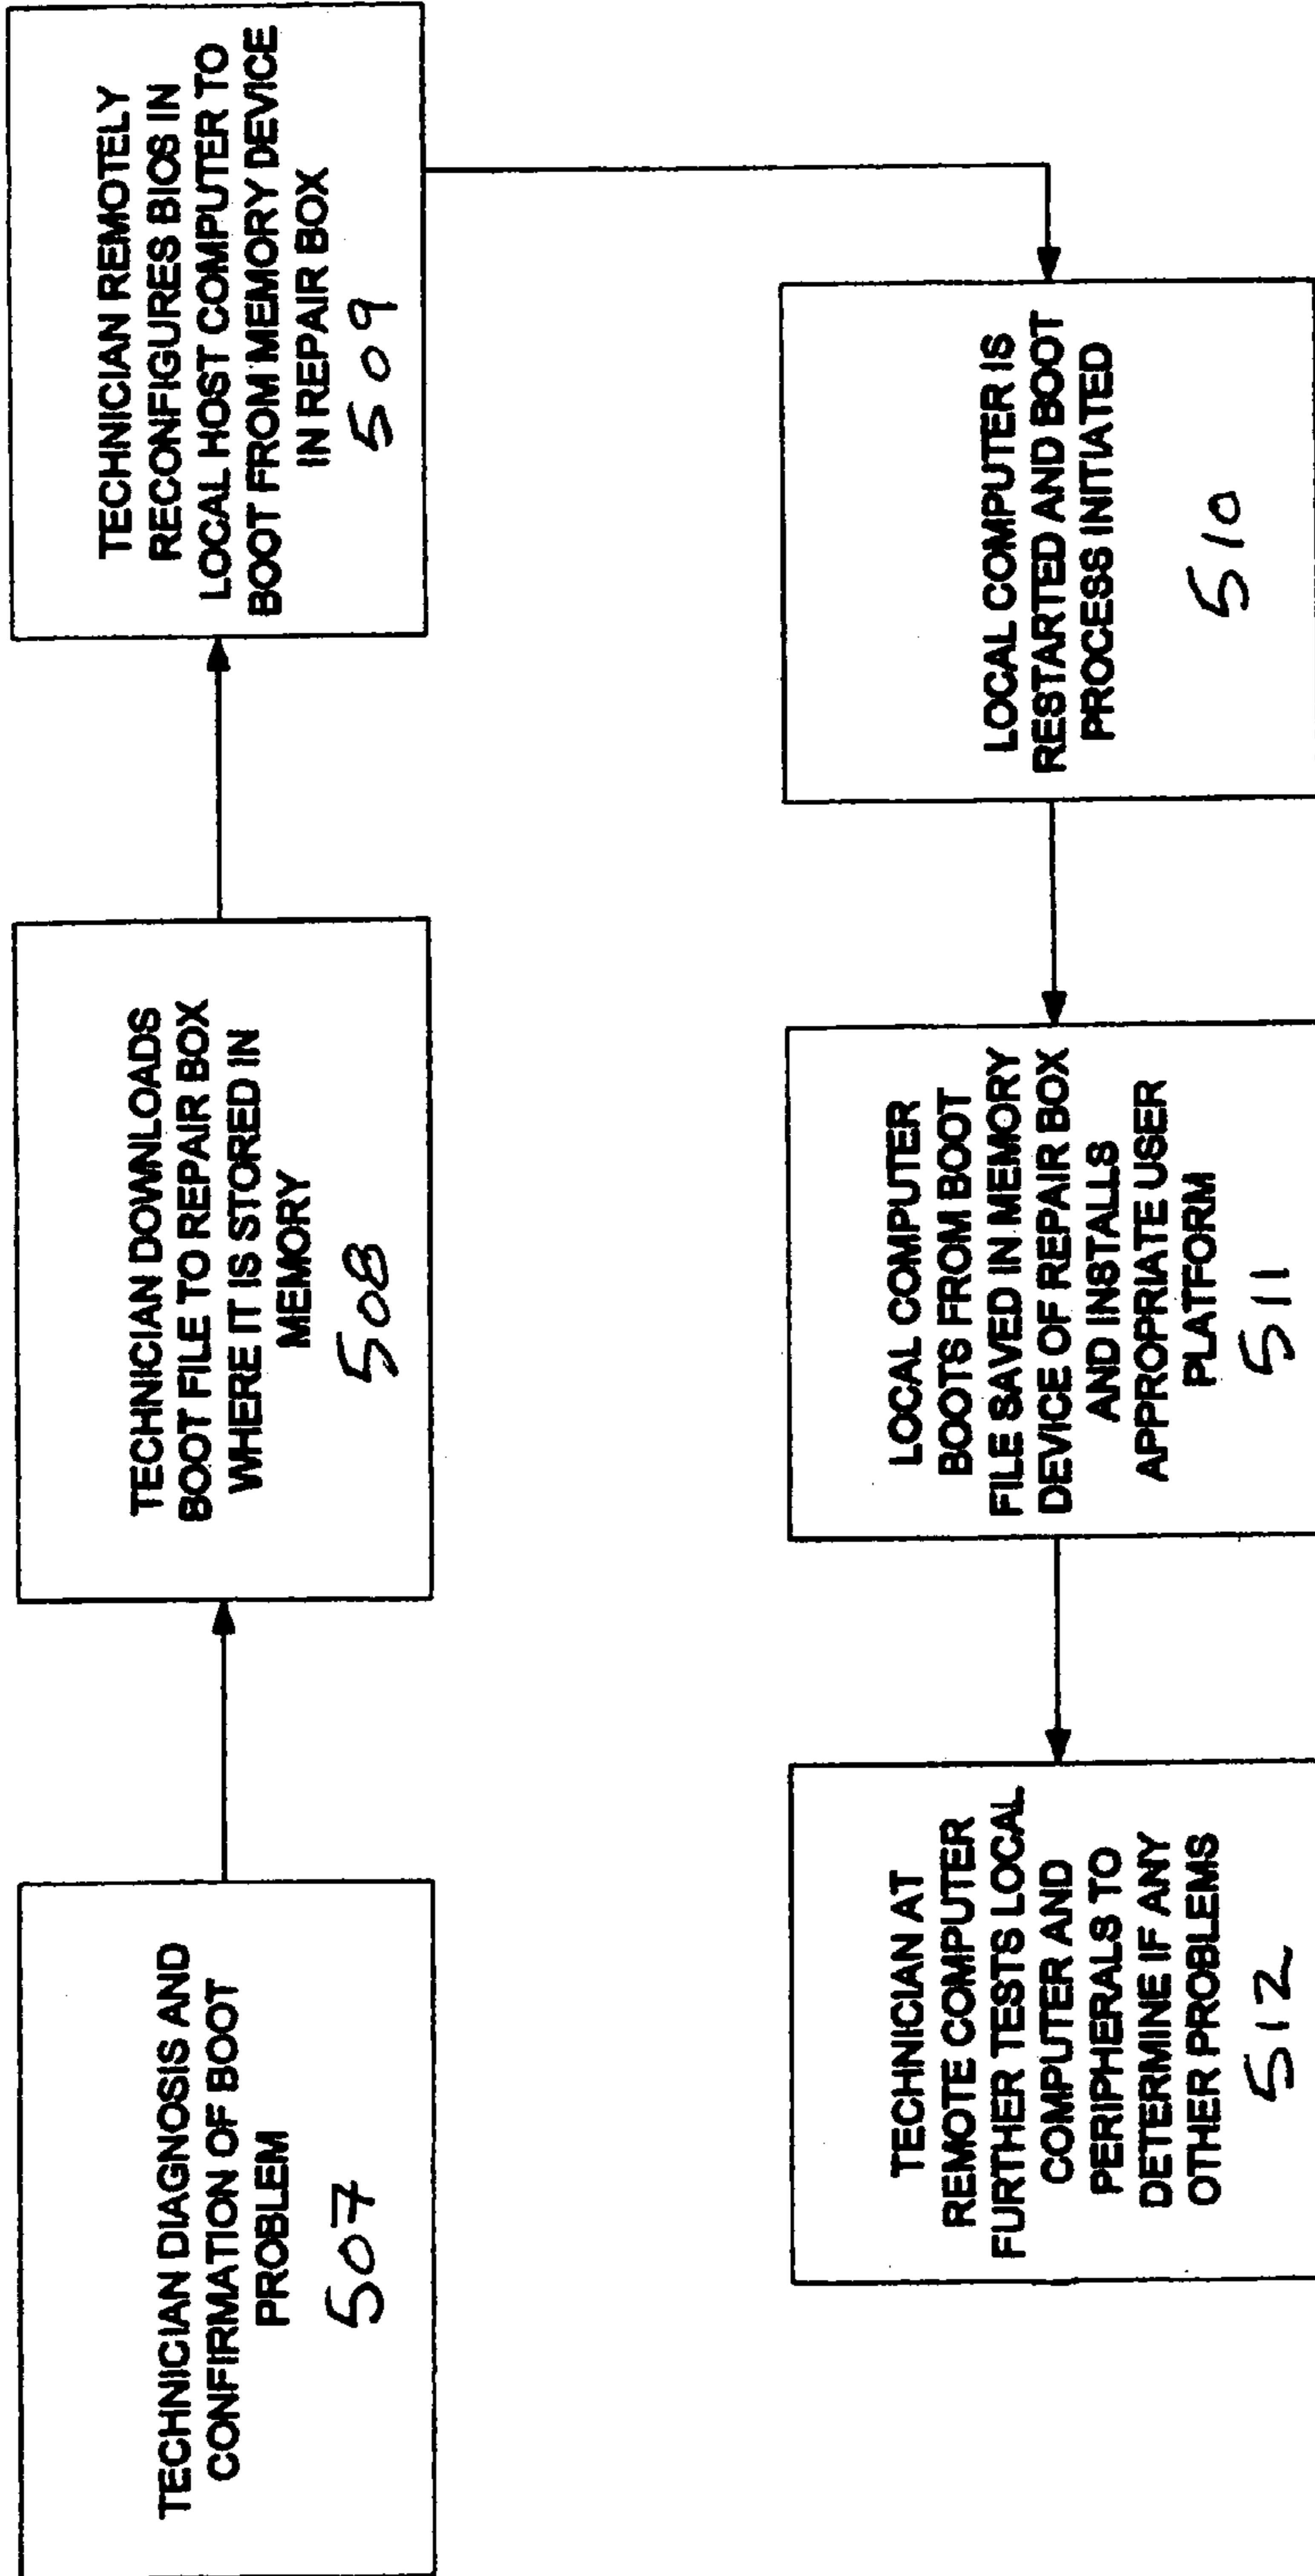 TECHNICIAN DIAGNOSIS AND
CONFIRMATION OF BOOT
PROBLEM
507
TECHNICIAN DOWNLOADS
BOOT FILE TO REPAIR BOX
WHERE IT IS STORED IN
MEMORY
508
TECHNICIAN REMOTELY
RECONFIGURES BIOS IN
LOCAL HOST COMPUTER TO
BOOT FROM MEMORY DEVICE
IN REPAIR BOX
509
LOCAL COMPUTER IS
RESTARTED AND BOOT
PROCESS INITIATED
510
LOCAL COMPUTER
BOOTS FROM BOOT
FILE SAVED IN MEMORY
DEVICE OF REPAIR BOX
AND INSTALLS
APPROPRIATE USER
PLATFORM
511
TECHNICIAN AT
REMOTE COMPUTER
FURTHER TESTS LOCAL
COMPUTER AND
PERIPHERALS TO
DETERMINE IF ANY
OTHER PROBLEMS
512